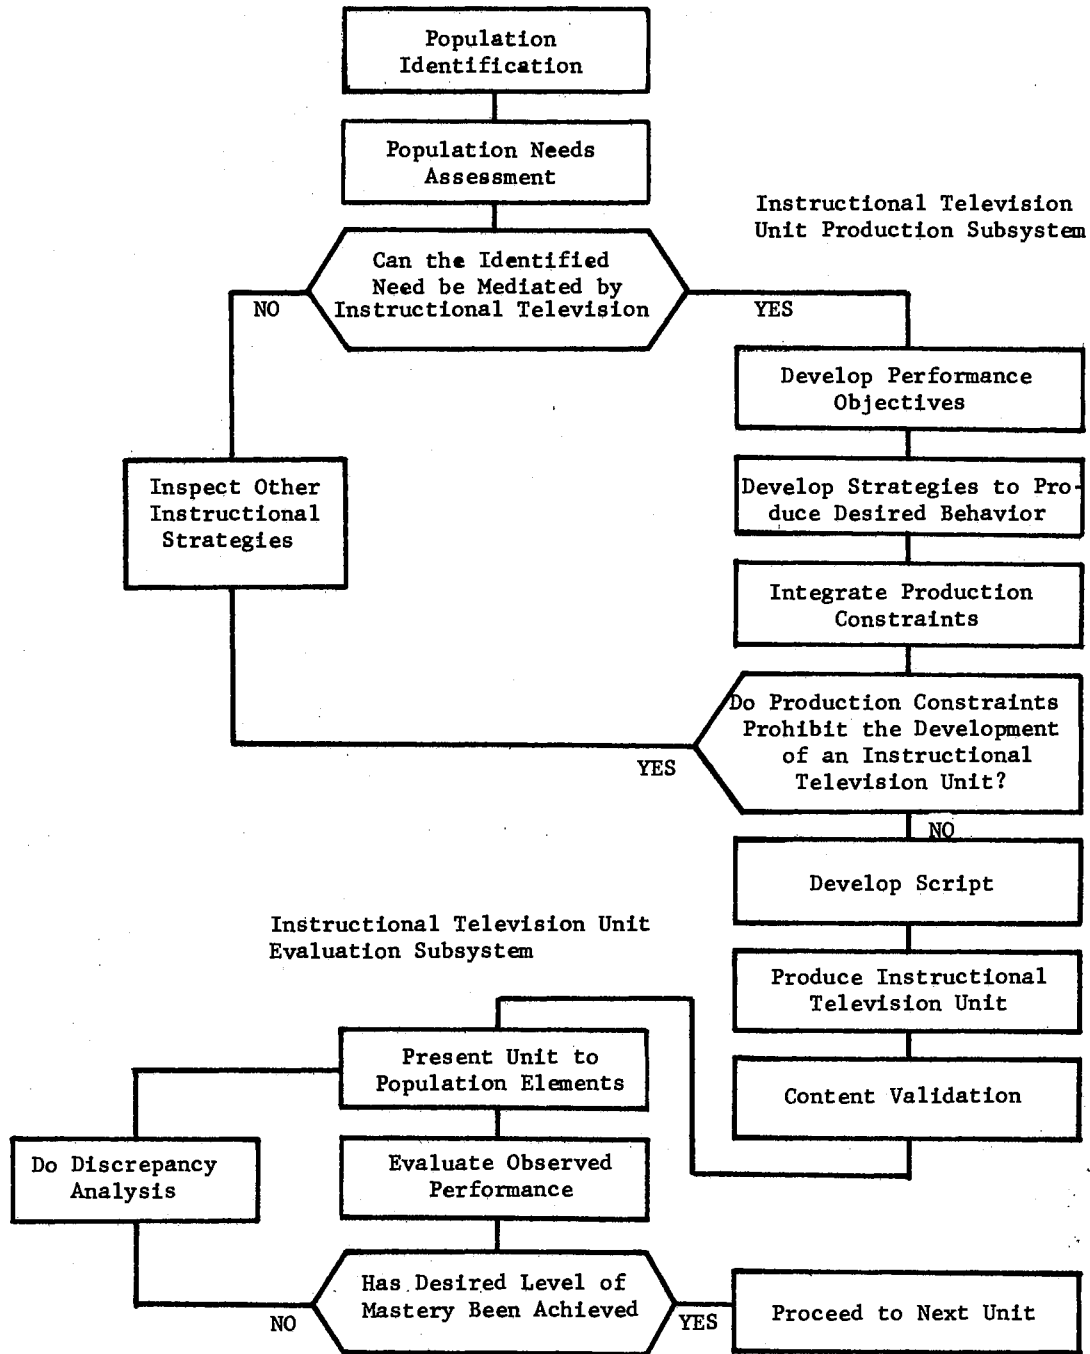 Population
Identification
Population Needs
Assessment
Instructional Television
Unit Production Subsystem
Can the Identified
Need be Mediated by
Instructional Television
NO
YES
Develop Performance
Objectives
Inspect Other
Instructional
Strategies
Develop Strategies to Pro-
duce Desired Behavior
Integrate Production
Constraints
Do Production Constraints
Prohibit the Development
of an Instructional
Television Unit?
YES
NO
Develop Script
Instructional Television Unit
Evaluation Subsystem
Produce Instructional
Television Unit
Present Unit to
Population Elements
Content Validation
Do Discrepancy
Analysis
Evaluate Observed
Performance
Has Desired Level of
Mastery Been Achieved
NO
YES
Proceed to Next Unit